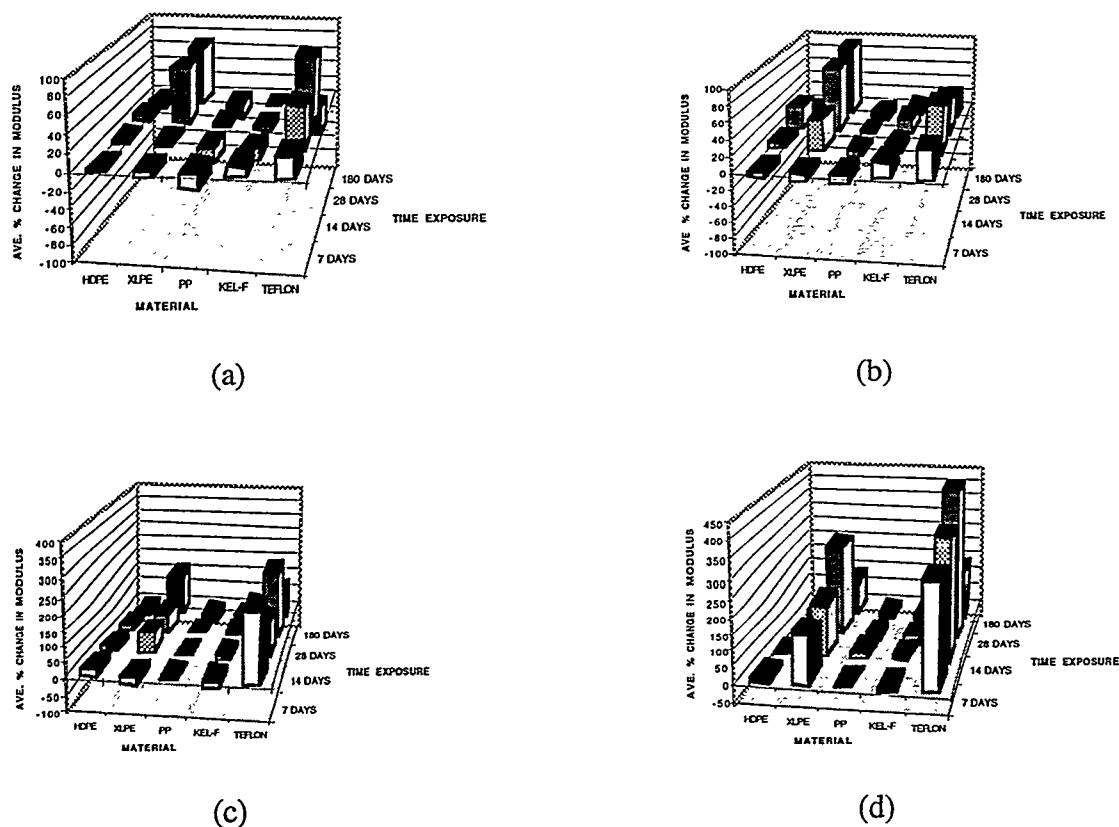 AVE. % CHANGE IN MODULUS
100
80
60
40
20
0
-20
-40
-60
-80
-100
HDPE
XLPE
PP
KEL-F
TEFLON
MATERIAL
180 DAYS
28 DAYS
14 DAYS
7 DAYS
TIME EXPOSURE
(a)
AVE % CHANGE IN MODULUS
100
80
60
40
20
0
-20
-40
-60
-80
-100
HDPE
XLPE
PP
KEL-F
TEFLON
MATERIAL
180 DAYS
28 DAYS
14 DAYS
7 DAYS
TIME EXPOSURE
(b)
AVE. % CHANGE IN MODULUS
400
350
300
250
200
150
100
50
0
-50
-100
HDPE
XLPE
PP
KEL-F
TEFLON
MATERIAL
180 DAYS
28 DAYS
14 DAYS
7 DAYS
TIME EXPOSURE
(c)
AVE. % CHANGE IN MODULUS
450
400
350
300
250
200
150
100
50
0
-50
HDPE
XLPE
PP
KEL-F
TEFLON
MATERIAL
180 DAYS
28 DAYS
14 DAYS
7 DAYS
TIME EXPOSURE
(d)